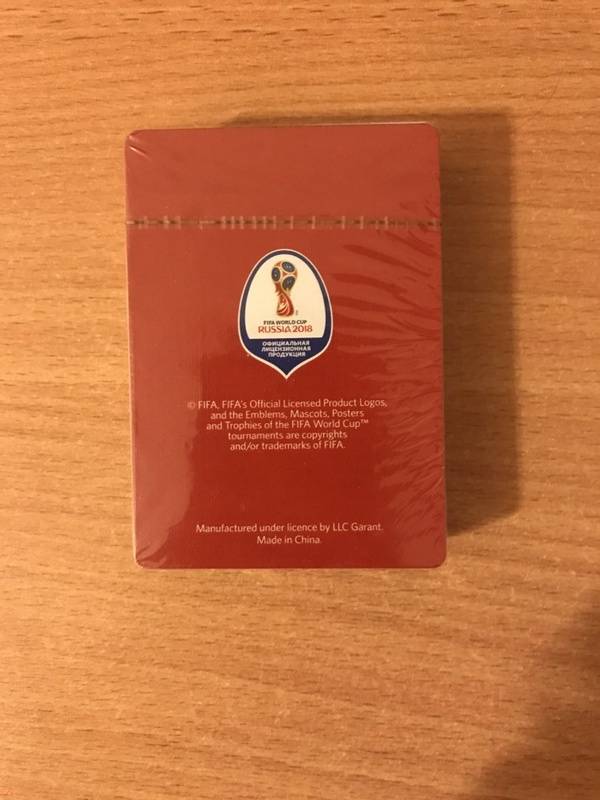 FIFA WORLD CUP
RUSSIA 2018
ОФИЦИАЛЬНАЯ
ЛИЦЕНЗИОННАЯ
ПРОДУКЦИЯ
© FIFA, FIFA's Official Licensed Product Logos,
and the Emblems, Mascots, Posters
and Trophies of the FIFA World Cup™
tournaments are copyrights
and/or trademarks of FIFA.
Manufactured under licence by LLC Garant.
Made in China.